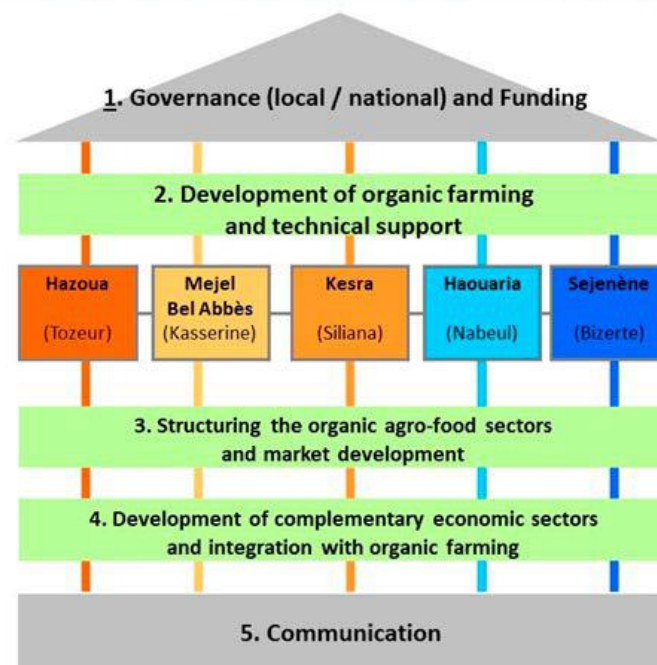 1. Governance (local / national) and Funding
2. Development of organic farming
and technical support
Hazoua
(Tozeur)
Mejel
Bel Abbès
(Kasserine)
Kesra
(Siliana)
Haouaria
(Nabeul)
Sejenène
(Bizerte)
3. Structuring the organic agro-food sectors
and market development
4. Development of complementary economic sectors
and integration with organic farming
5. Communication